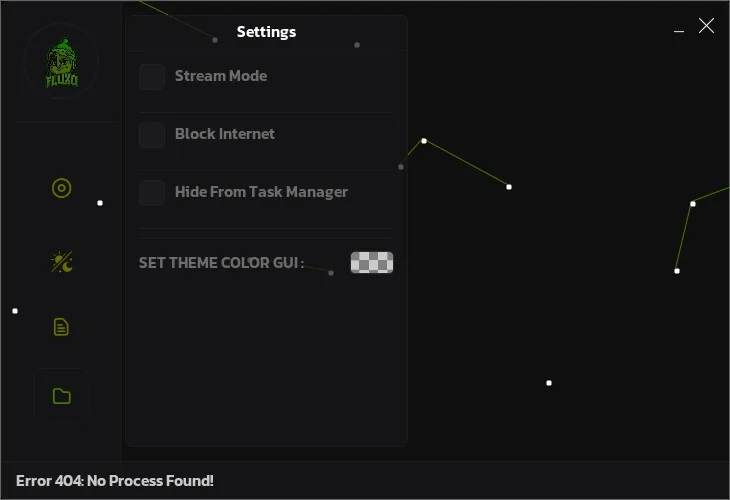 Settings
FLUXO
Stream Mode
Block Internet
Hide From Task Manager
SET THEME COLOR GUI :
Error 404: No Process Found!